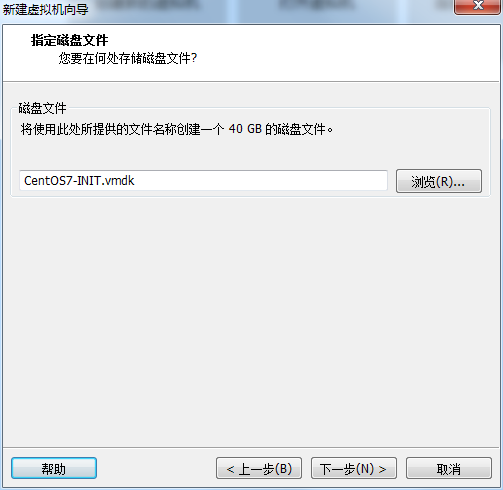 新建虚拟机向导
指定磁盘文件
您要在何处存储磁盘文件?
磁盘文件
将使用此处所提供的文件名称创建一个 40 GB 的磁盘文件。
CentOS7-INIT.vmdk
浏览(R)...
帮助
< 上一步(B)
下一步(N) >
取消